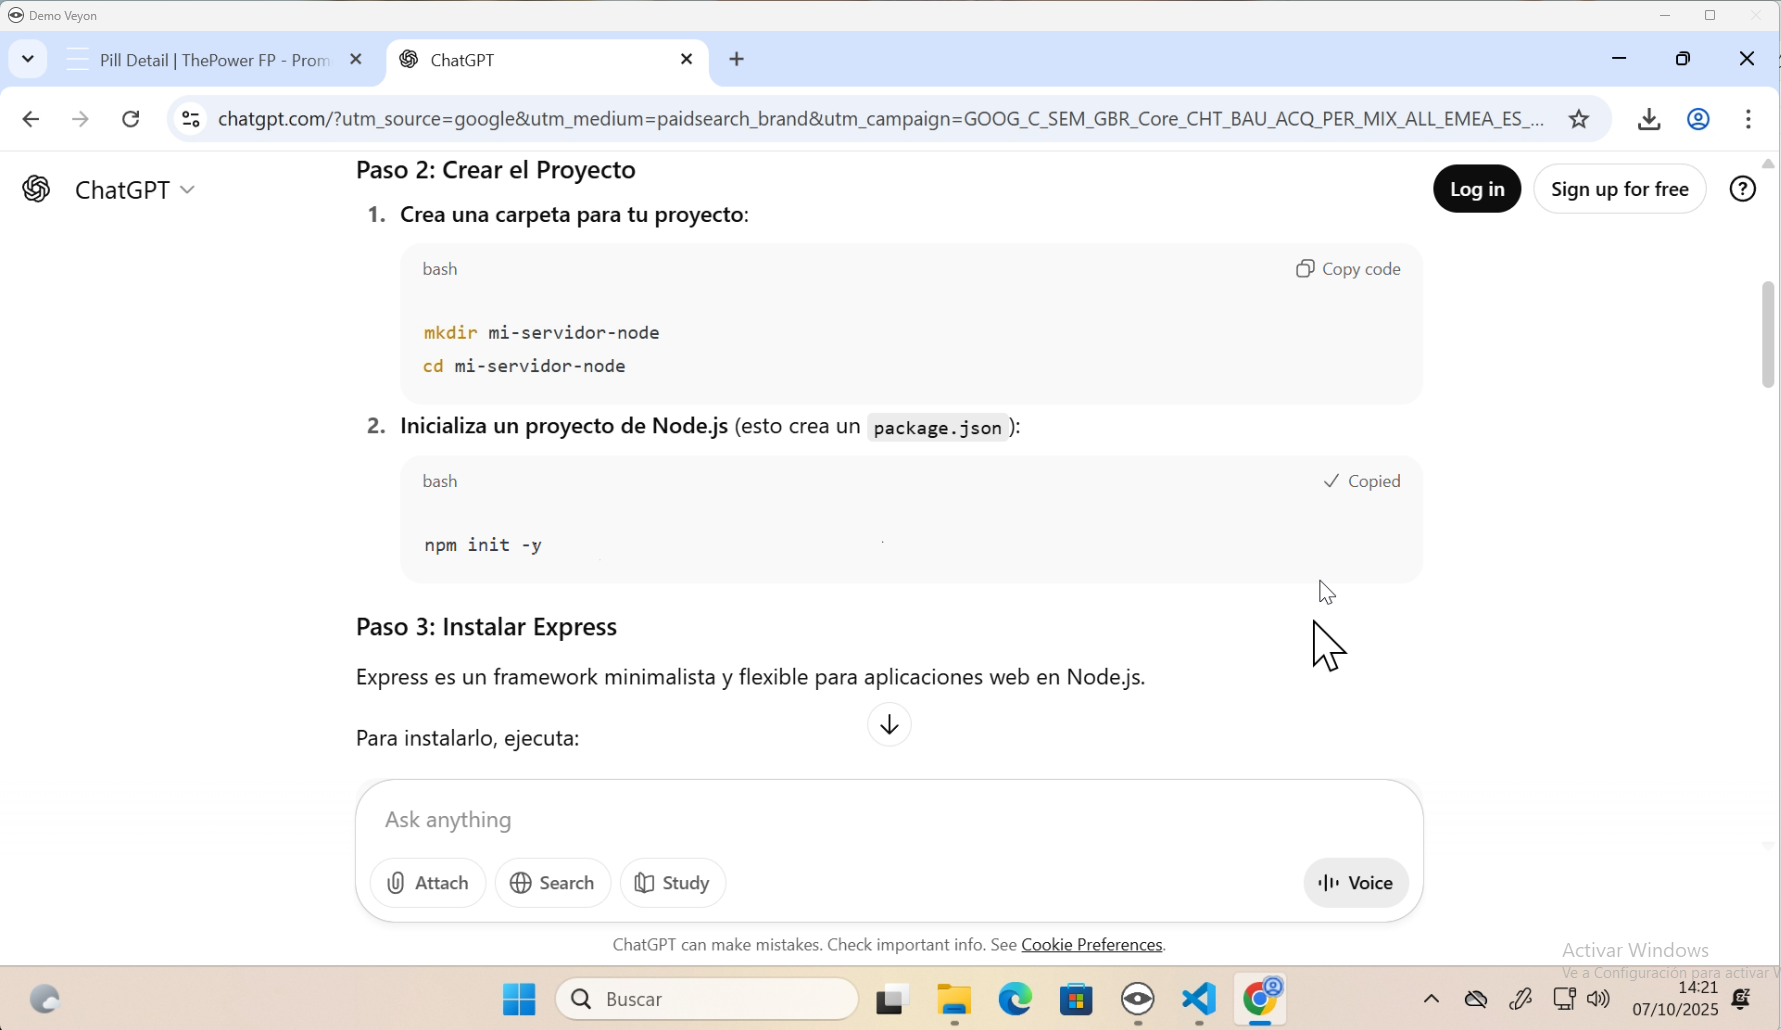 Demo Veyon
Pill Detail | ThePower FP - Prom
ChatGPT
chatgpt.com/?utm_source=google&utm_medium=paidsearch_brand&utm_campaign=GOOG_C_SEM_GBR_Core_CHT_BAU_ACQ_PER_MIX_ALL_EMEA_ES_...
ChatGPT
Log in
Sign up for free
Paso 2: Crear el Proyecto
1. Crea una carpeta para tu proyecto:
bash
Copy code
mkdir mi-servidor-node
cd mi-servidor-node
2. Inicializa un proyecto de Node.js (esto crea un package.json):
bash
Copied
npm init -y
Paso 3: Instalar Express
Express es un framework minimalista y flexible para aplicaciones web en Node.js.
Para instalarlo, ejecuta:
Ask anything
Attach
Search
Study
Voice
ChatGPT can make mistakes. Check important info. See Cookie Preferences.
Activar Windows
Ve a Configuración para activar
Buscar
14:21
07/10/2025